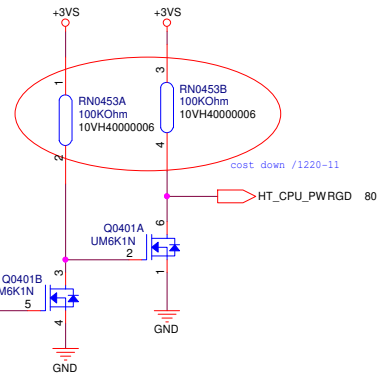 +3VS
+3VS
1
3
RN0453A
100KOhm
10VH40000006
RN0453B
100KOhm
10VH40000006
2
4
cost down /1220-11
HT_CPU_PWRGD 80
Q0401A
UM6K1N
6
2
1
Q0401B
M6K1N
3
5
4
GND
GND